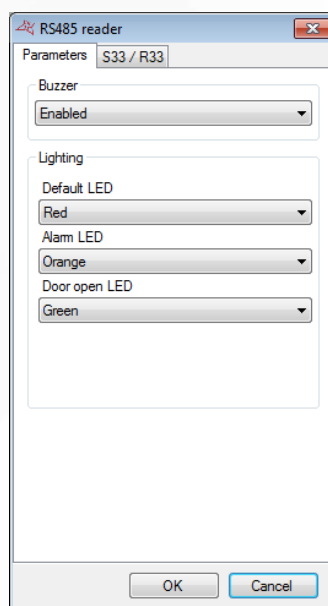 RS485 reader
Parameters S33 / R33
Buzzer
Enabled
Lighting
Default LED
Red
Alarm LED
Orange
Door open LED
Green
OK Cancel